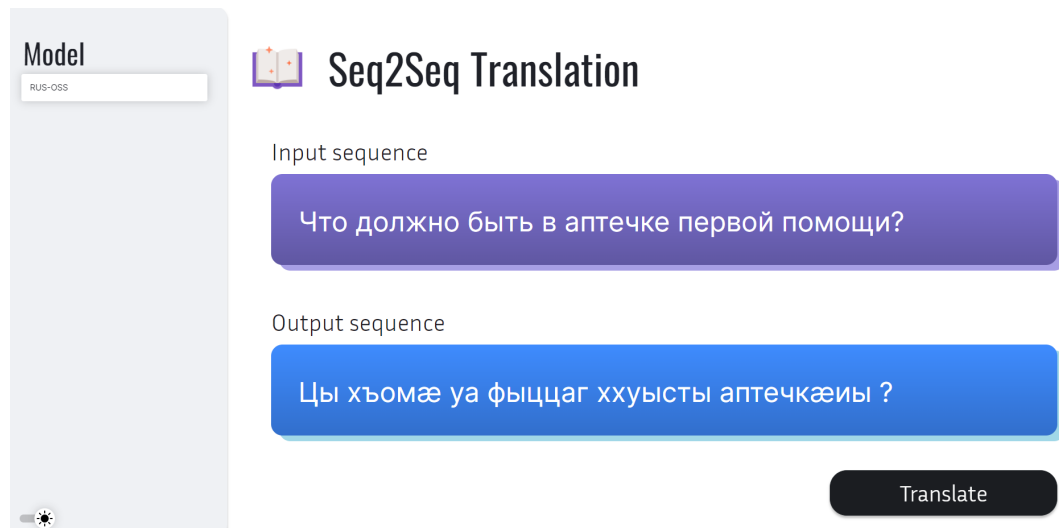 Model
RUS-OSS
Seq2Seq Translation
Input sequence
Что должно быть в аптечке первой помощи?
Output sequence
Цы хъомæ уа фыццаг ххуысты аптечкæиы ?
Translate